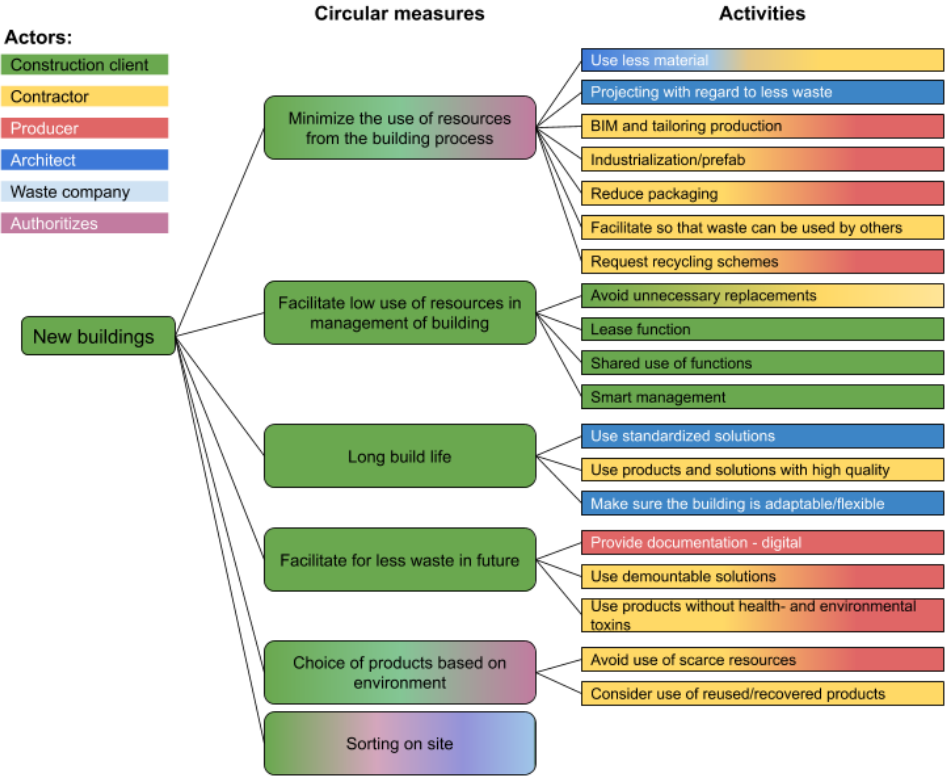 Circular measures
Activities
Actors:
Construction client
Contractor
Producer
Architect
Waste company
Authoritizes
New buildings
Minimize the use of resources
from the building process
Use less material
Projecting with regard to less waste
BIM and tailoring production
Industrialization/prefab
Reduce packaging
Facilitate so that waste can be used by others
Request recycling schemes
Facilitate low use of resources in
management of building
Avoid unnecessary replacements
Lease function
Shared use of functions
Smart management
Long build life
Use standardized solutions
Use products and solutions with high quality
Make sure the building is adaptable/flexible
Facilitate for less waste in future
Provide documentation - digital
Use demountable solutions
Use products without health- and environmental
toxins
Choice of products based on
environment
Avoid use of scarce resources
Consider use of reused/recovered products
Sorting on site